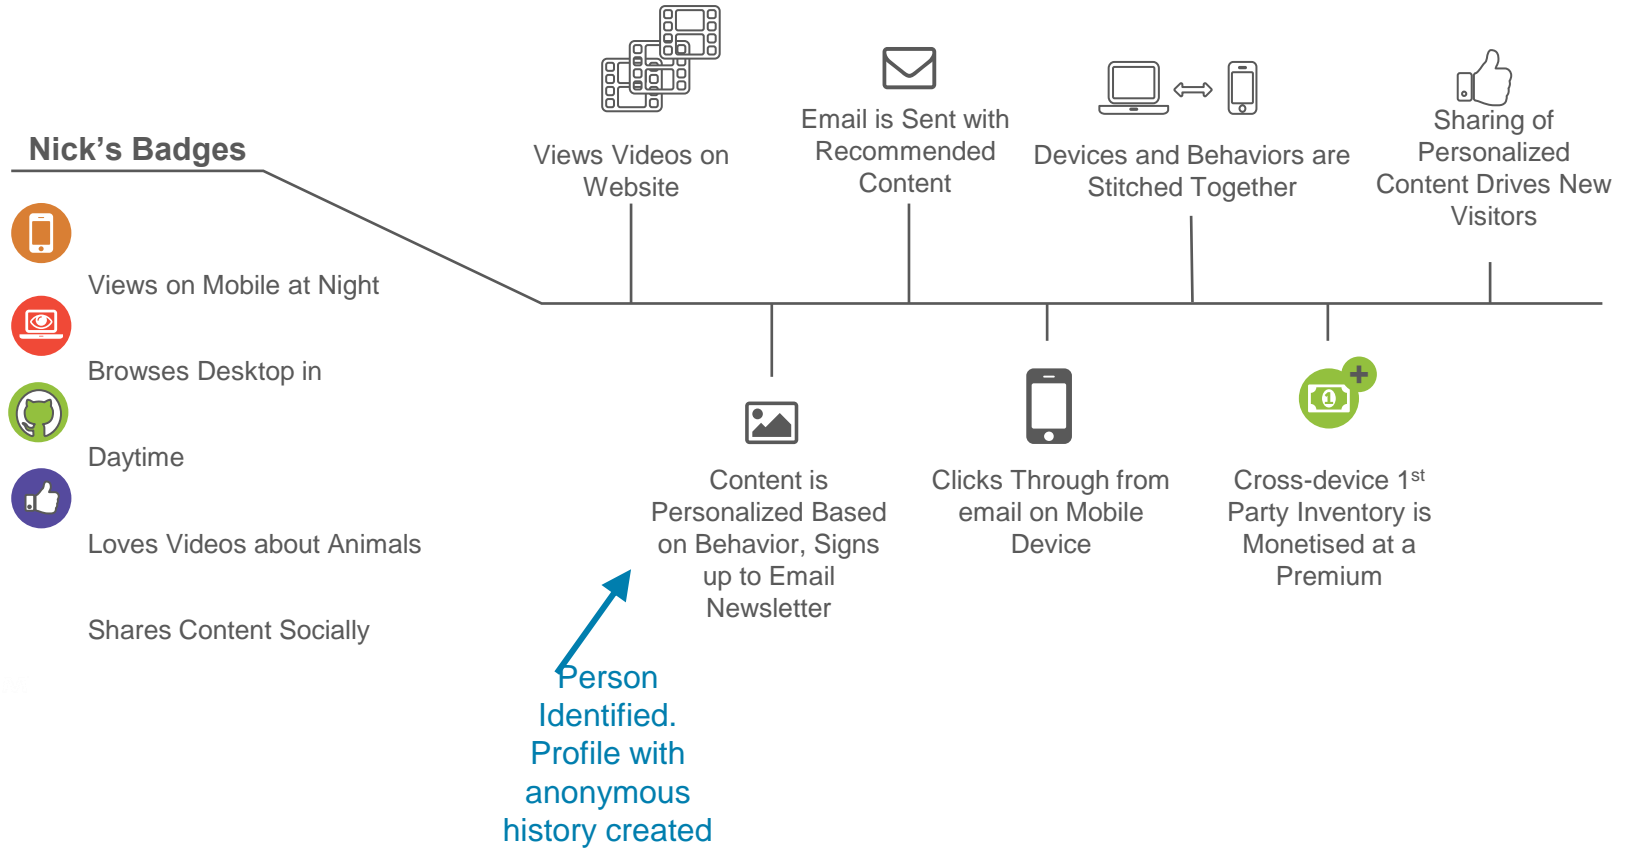 Nick’s Badges
Views on Mobile at Night
Browses Desktop in
Daytime
Loves Videos about Animals
Shares Content Socially
Views Videos on
Website
Content is
Personalized Based
on Behavior, Signs
up to Email
Newsletter
Person
Identified.
Profile with
anonymous
history created
Email is Sent with
Recommended
Content
Clicks Through from
email on Mobile
Device
Devices and Behaviors are
Stitched Together
1
Cross-device 1st
Party Inventory is
Monetised at a
Premium
Sharing of
Personalized
Content Drives New
Visitors